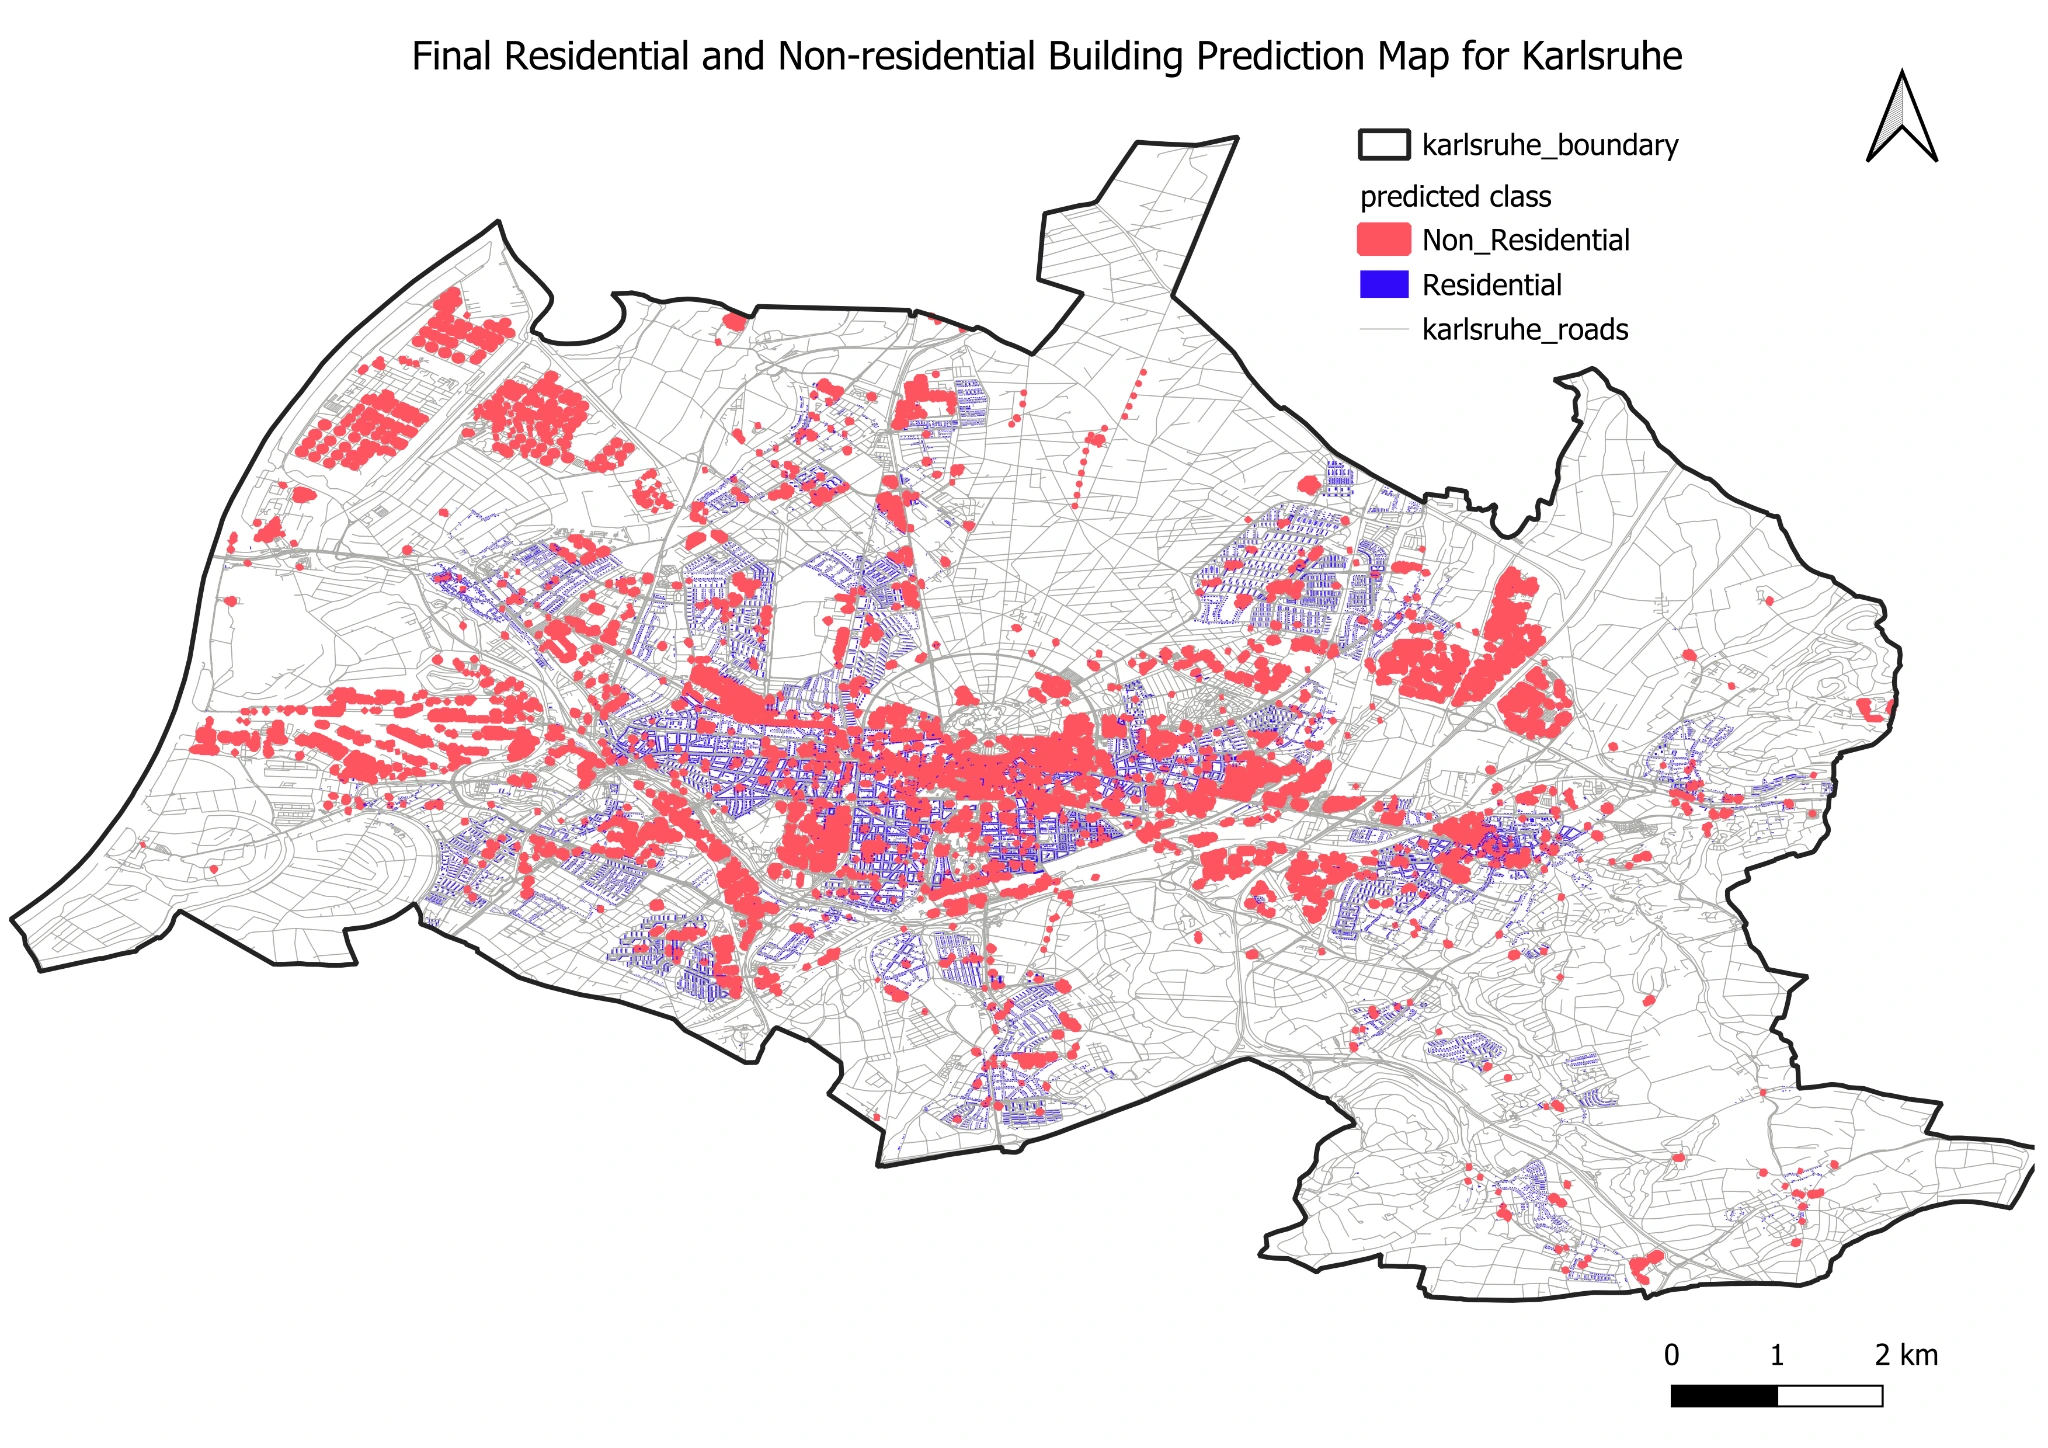 Final Residential and Non-residential Building Prediction Map for Karlsruhe
karlsruhe_boundary
predicted class
Non_Residential
Residential
karlsruhe_roads
0 1 2 km